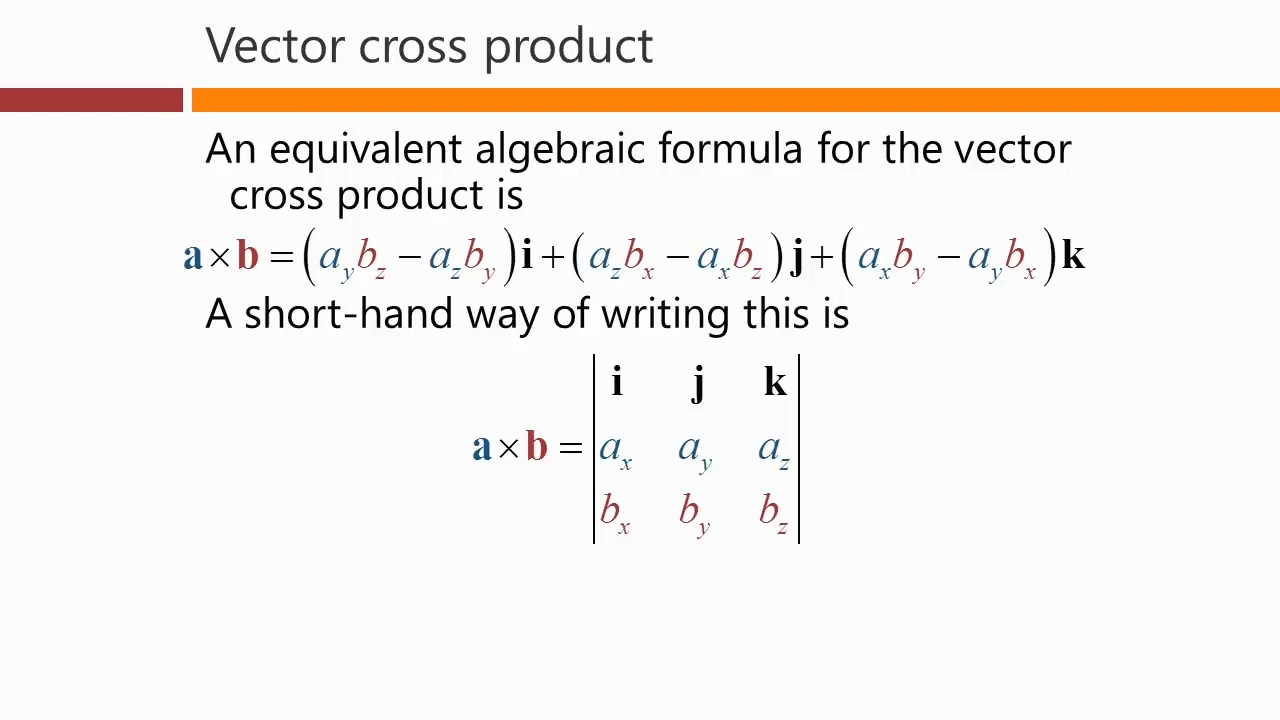 Vector cross product
An equivalent algebraic formula for the vector
cross product is
a × b = (a_y b_z − a_z b_y) i + (a_z b_x − a_x b_z) j + (a_x b_y − a_y b_x) k
A short-hand way of writing this is
i j k
a × b = | a_x a_y a_z |
b_x b_y b_z